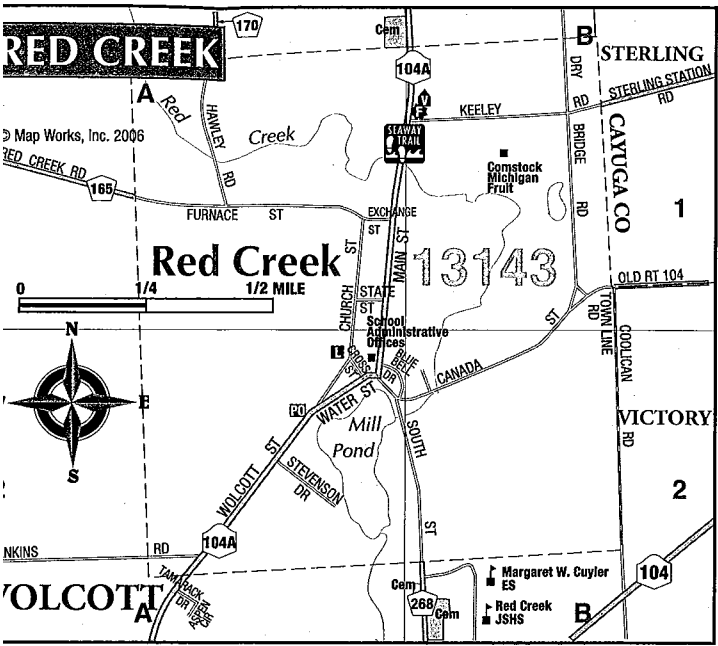 170
Cem
B
STERLING
RED CREEK
104A
DRY
STERLING STATION
RD
A
Red
HAWLEY
V
F
KEELEY
RD
© Map Works, Inc. 2006
Creek
SEAWAY
TRAIL
BRIDGE
CAYUGA CO
RED CREEK RD
165
Comstock
Michigan
Fruit
RD
RD
1
FURNACE ST
EXCHANGE
ST
ST
MAIN ST
Red Creek
13143
OLD RT 104
0 1/4 1/2 MILE
CHURCH
STATE
ST
ST
TOWN LINE
RD
N
School
Administrative
Offices
L
CROSS
ST
BLUE
BELL
DR
CANADA
COOLICAN
E
PO
WATER ST
Mill
Pond
SOUTH
VICTORY
RD
S
WOLCOTT ST
STEVENSON
DR
2
2
ST
104A
NKINS RD
104
TAMARACK
DR
VOLCOTT
A
Cem
268
Cem
Margaret W. Cuyler
ES
Red Creek
JSHS
B